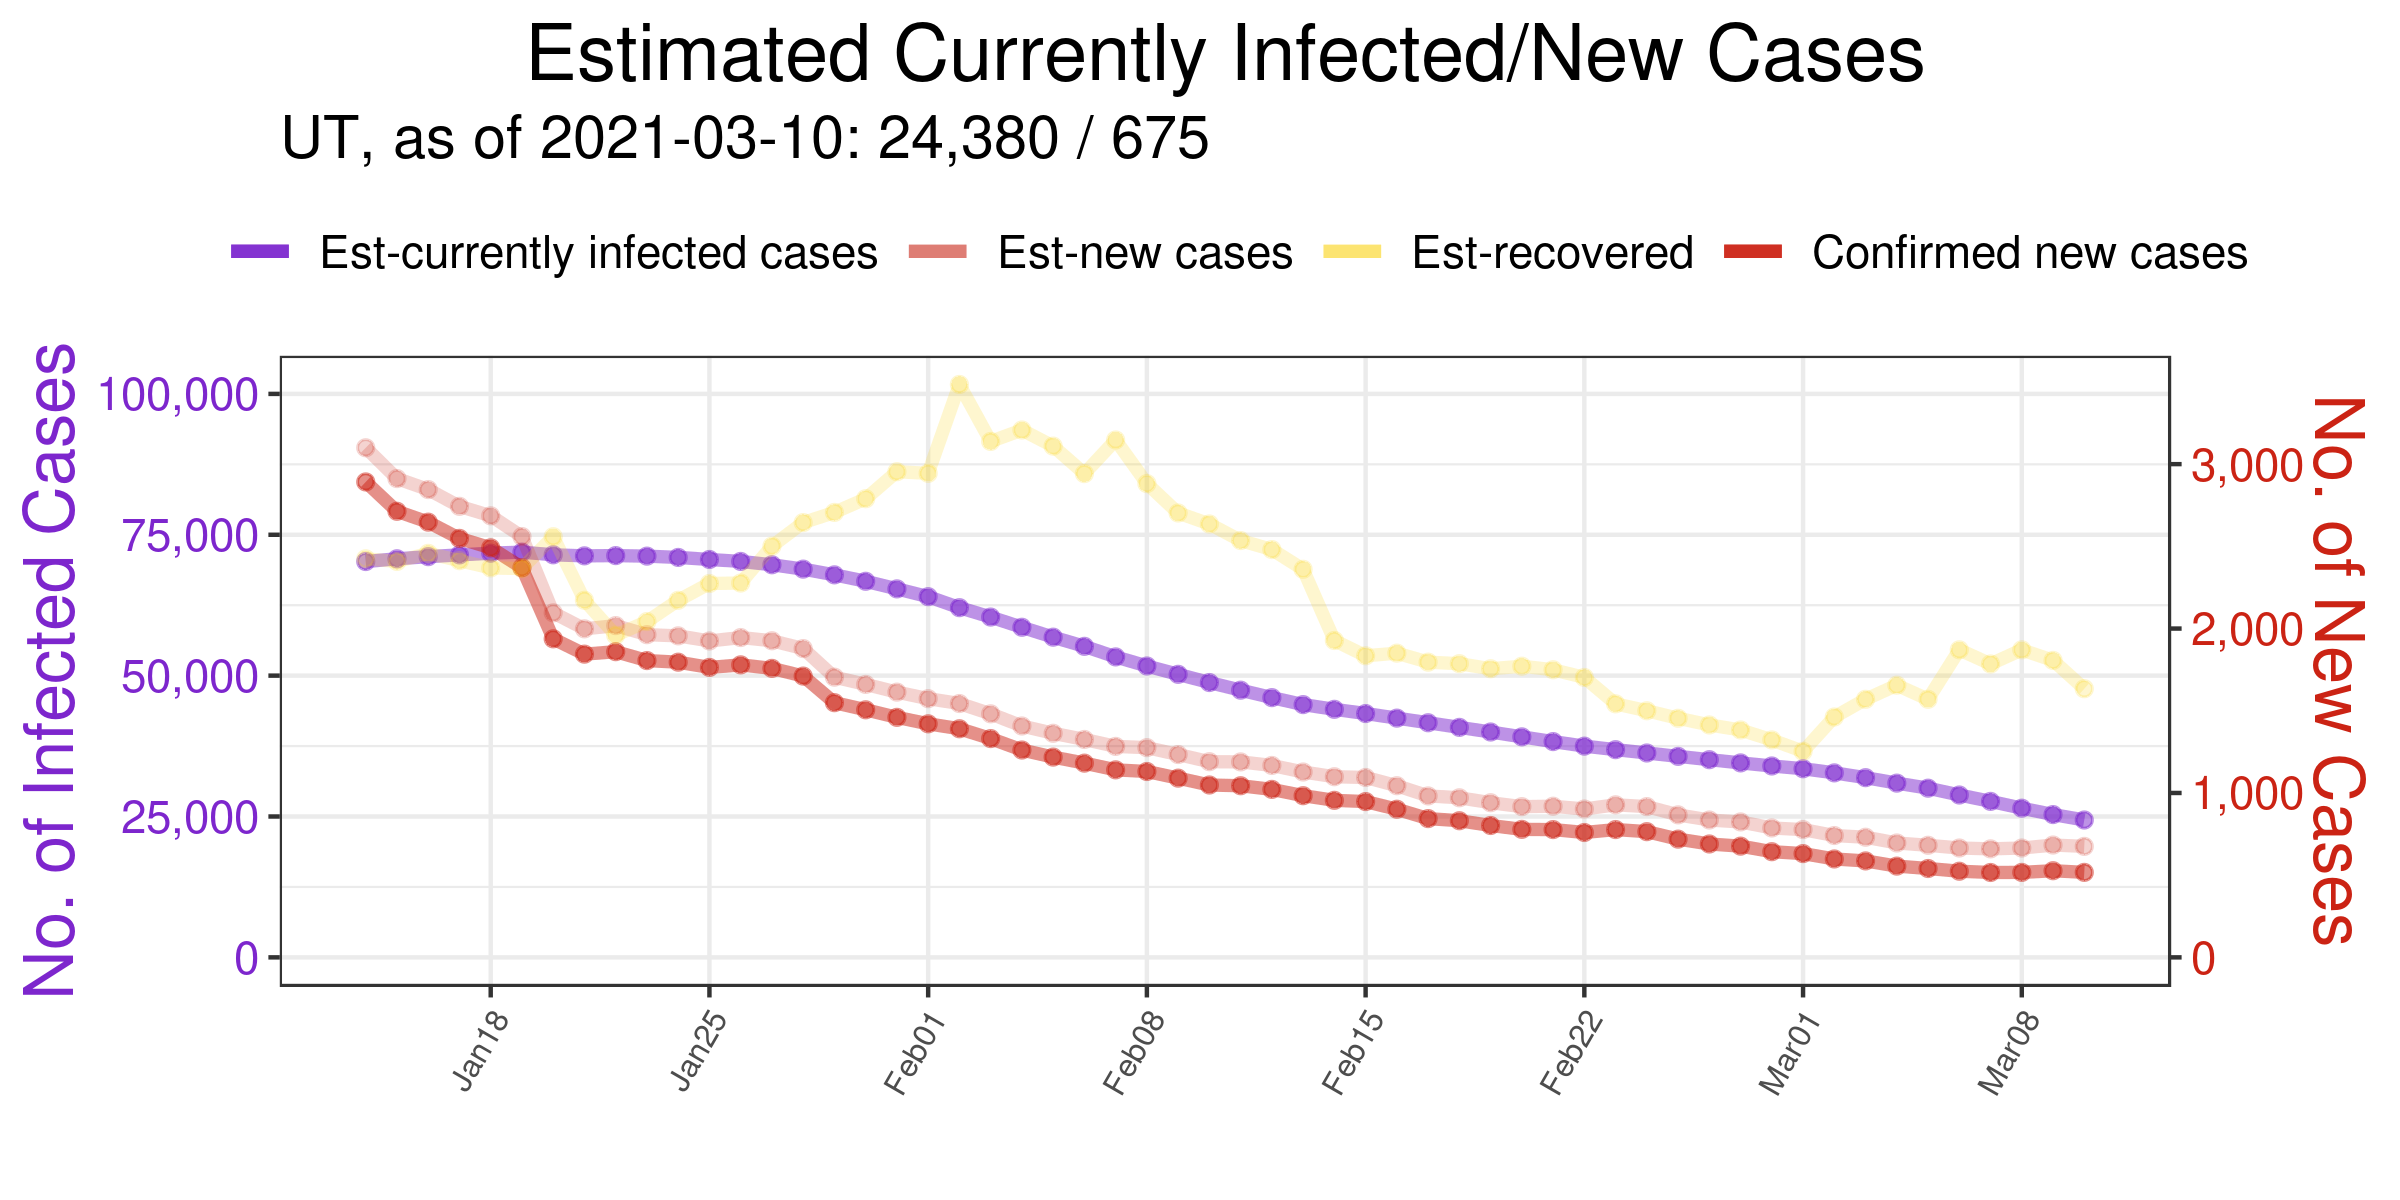 Estimated Currently Infected/New Cases
UT, as of 2021-03-10: 24,380 / 675
Est-currently infected cases Est-new cases Est-recovered Confirmed new cases
No. of Infected Cases
100,000
75,000
50,000
25,000
0
3,000
2,000
1,000
0
No. of New Cases
Jan18 Jan25 Feb01 Feb08 Feb15 Feb22 Mar01 Mar08